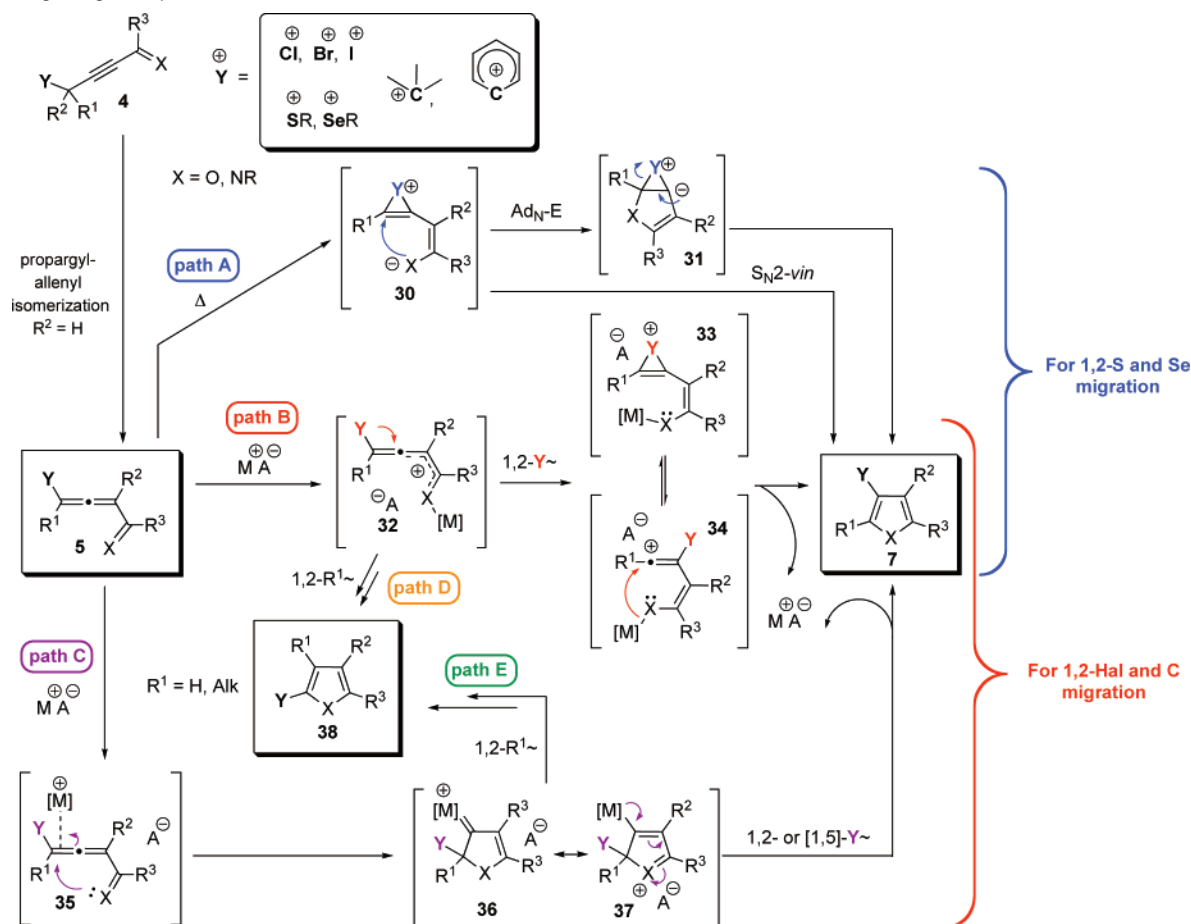 R³
X
Y
R² R¹
4
⊕
Y =
⊕ ⊕ ⊕
Cl, Br, I
⊕
C ,
⊕
C
⊕ ⊕
SR, SeR
X = O, NR
propargyl-
allenyl
isomerization
R² = H
path A
Δ
Y⊕
R¹
R²
R³
⊖
X
30
Ad_N-E
Y⊕
R¹
⊖
X
R²
R³
31
S_N2-vin
For 1,2-S and Se
migration
Y
R²
R¹
R³
X
5
path B
⊕⊖
M A
Y
R²
R¹
⊕
R³
⊖A
X
[M]
32
1,2-Y~
⊖
A
⊕
Y
33
R¹
R²
[M]
X
R³
A⊖
34
Y
⊕
R¹
R²
X
[M]
R³
Y
R²
R¹
R³
X
7
⊕⊖
M A
For 1,2-Hal and C
migration
1,2-R¹~
path D
path C
⊕⊖
M A
R¹ = H, Alk
R¹
R²
Y
R³
X
38
path E
1,2-R¹~
⊕
[M]
Y
R²
A⊖
R¹
R³
X
35
⊕
[M]
R³
Y
A⊖
R¹
X
R³
36
[M]
R²
Y
R³
R¹
X
⊕
A⊖
37
1,2- or [1,5]-Y~